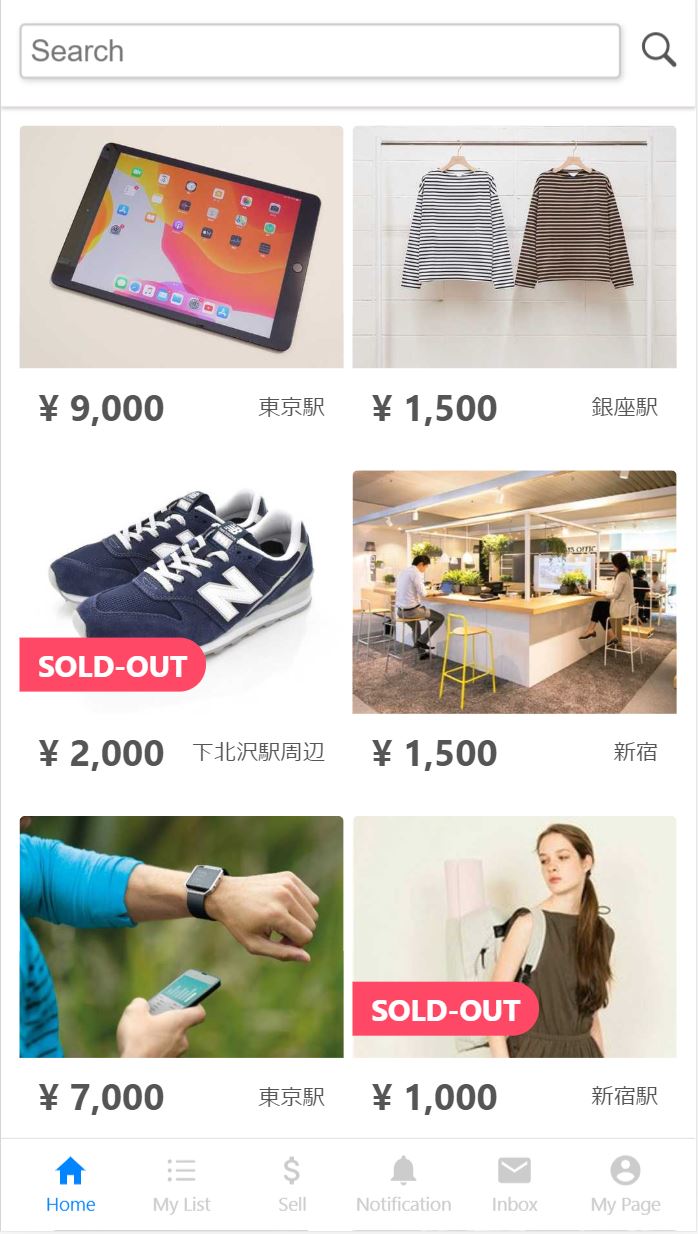 Search
¥ 9,000 東京駅
¥ 1,500 銀座駅
SOLD-OUT
¥ 2,000 下北沢駅周辺
¥ 1,500 新宿
¥ 7,000 東京駅
SOLD-OUT
¥ 1,000 新宿駅
Home My List Sell Notification Inbox My Page